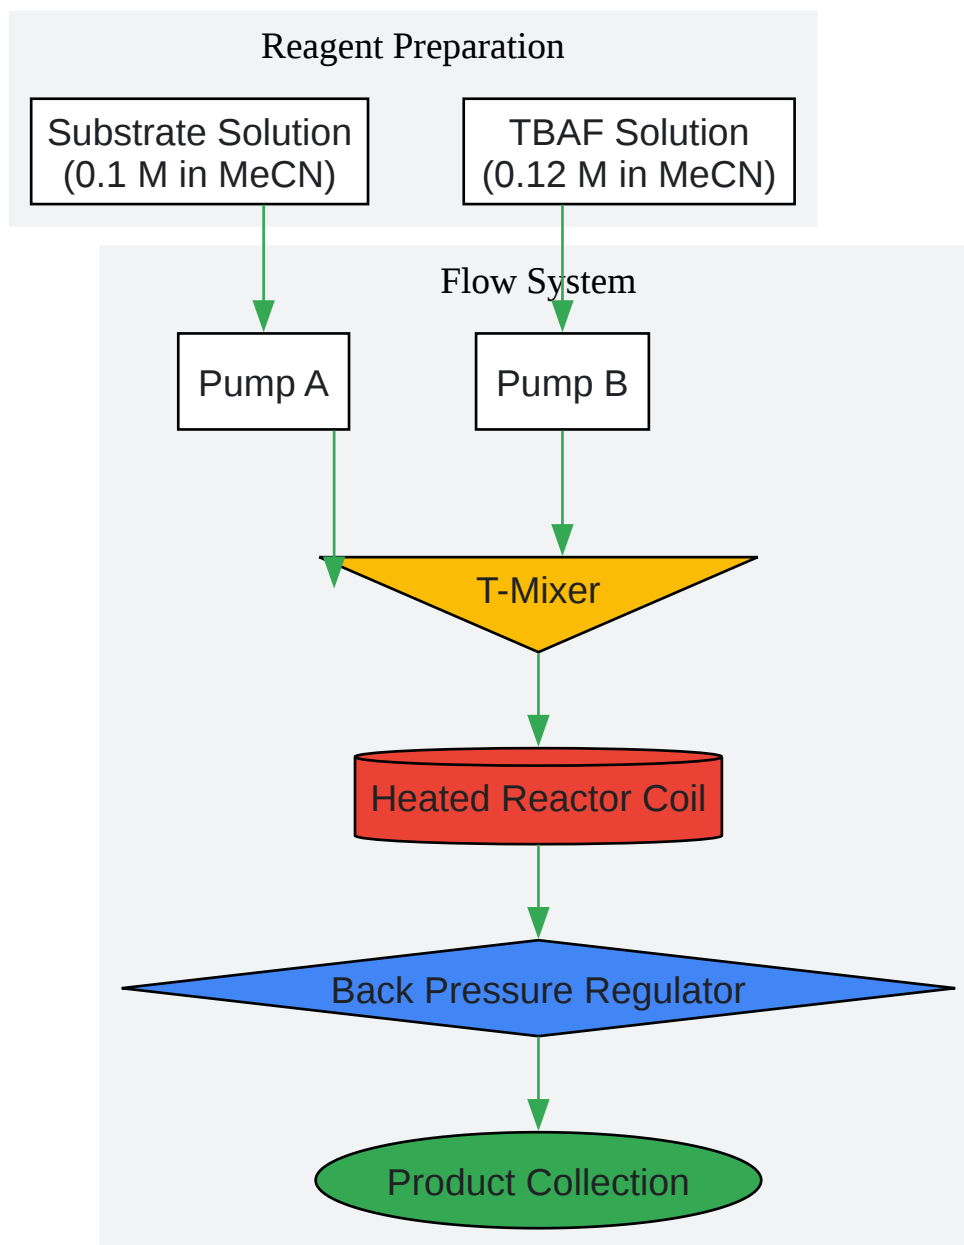 Reagent Preparation
Substrate Solution
(0.1 M in MeCN)
TBAF Solution
(0.12 M in MeCN)
Flow System
Pump A
Pump B
T-Mixer
Heated Reactor Coil
Back Pressure Regulator
Product Collection